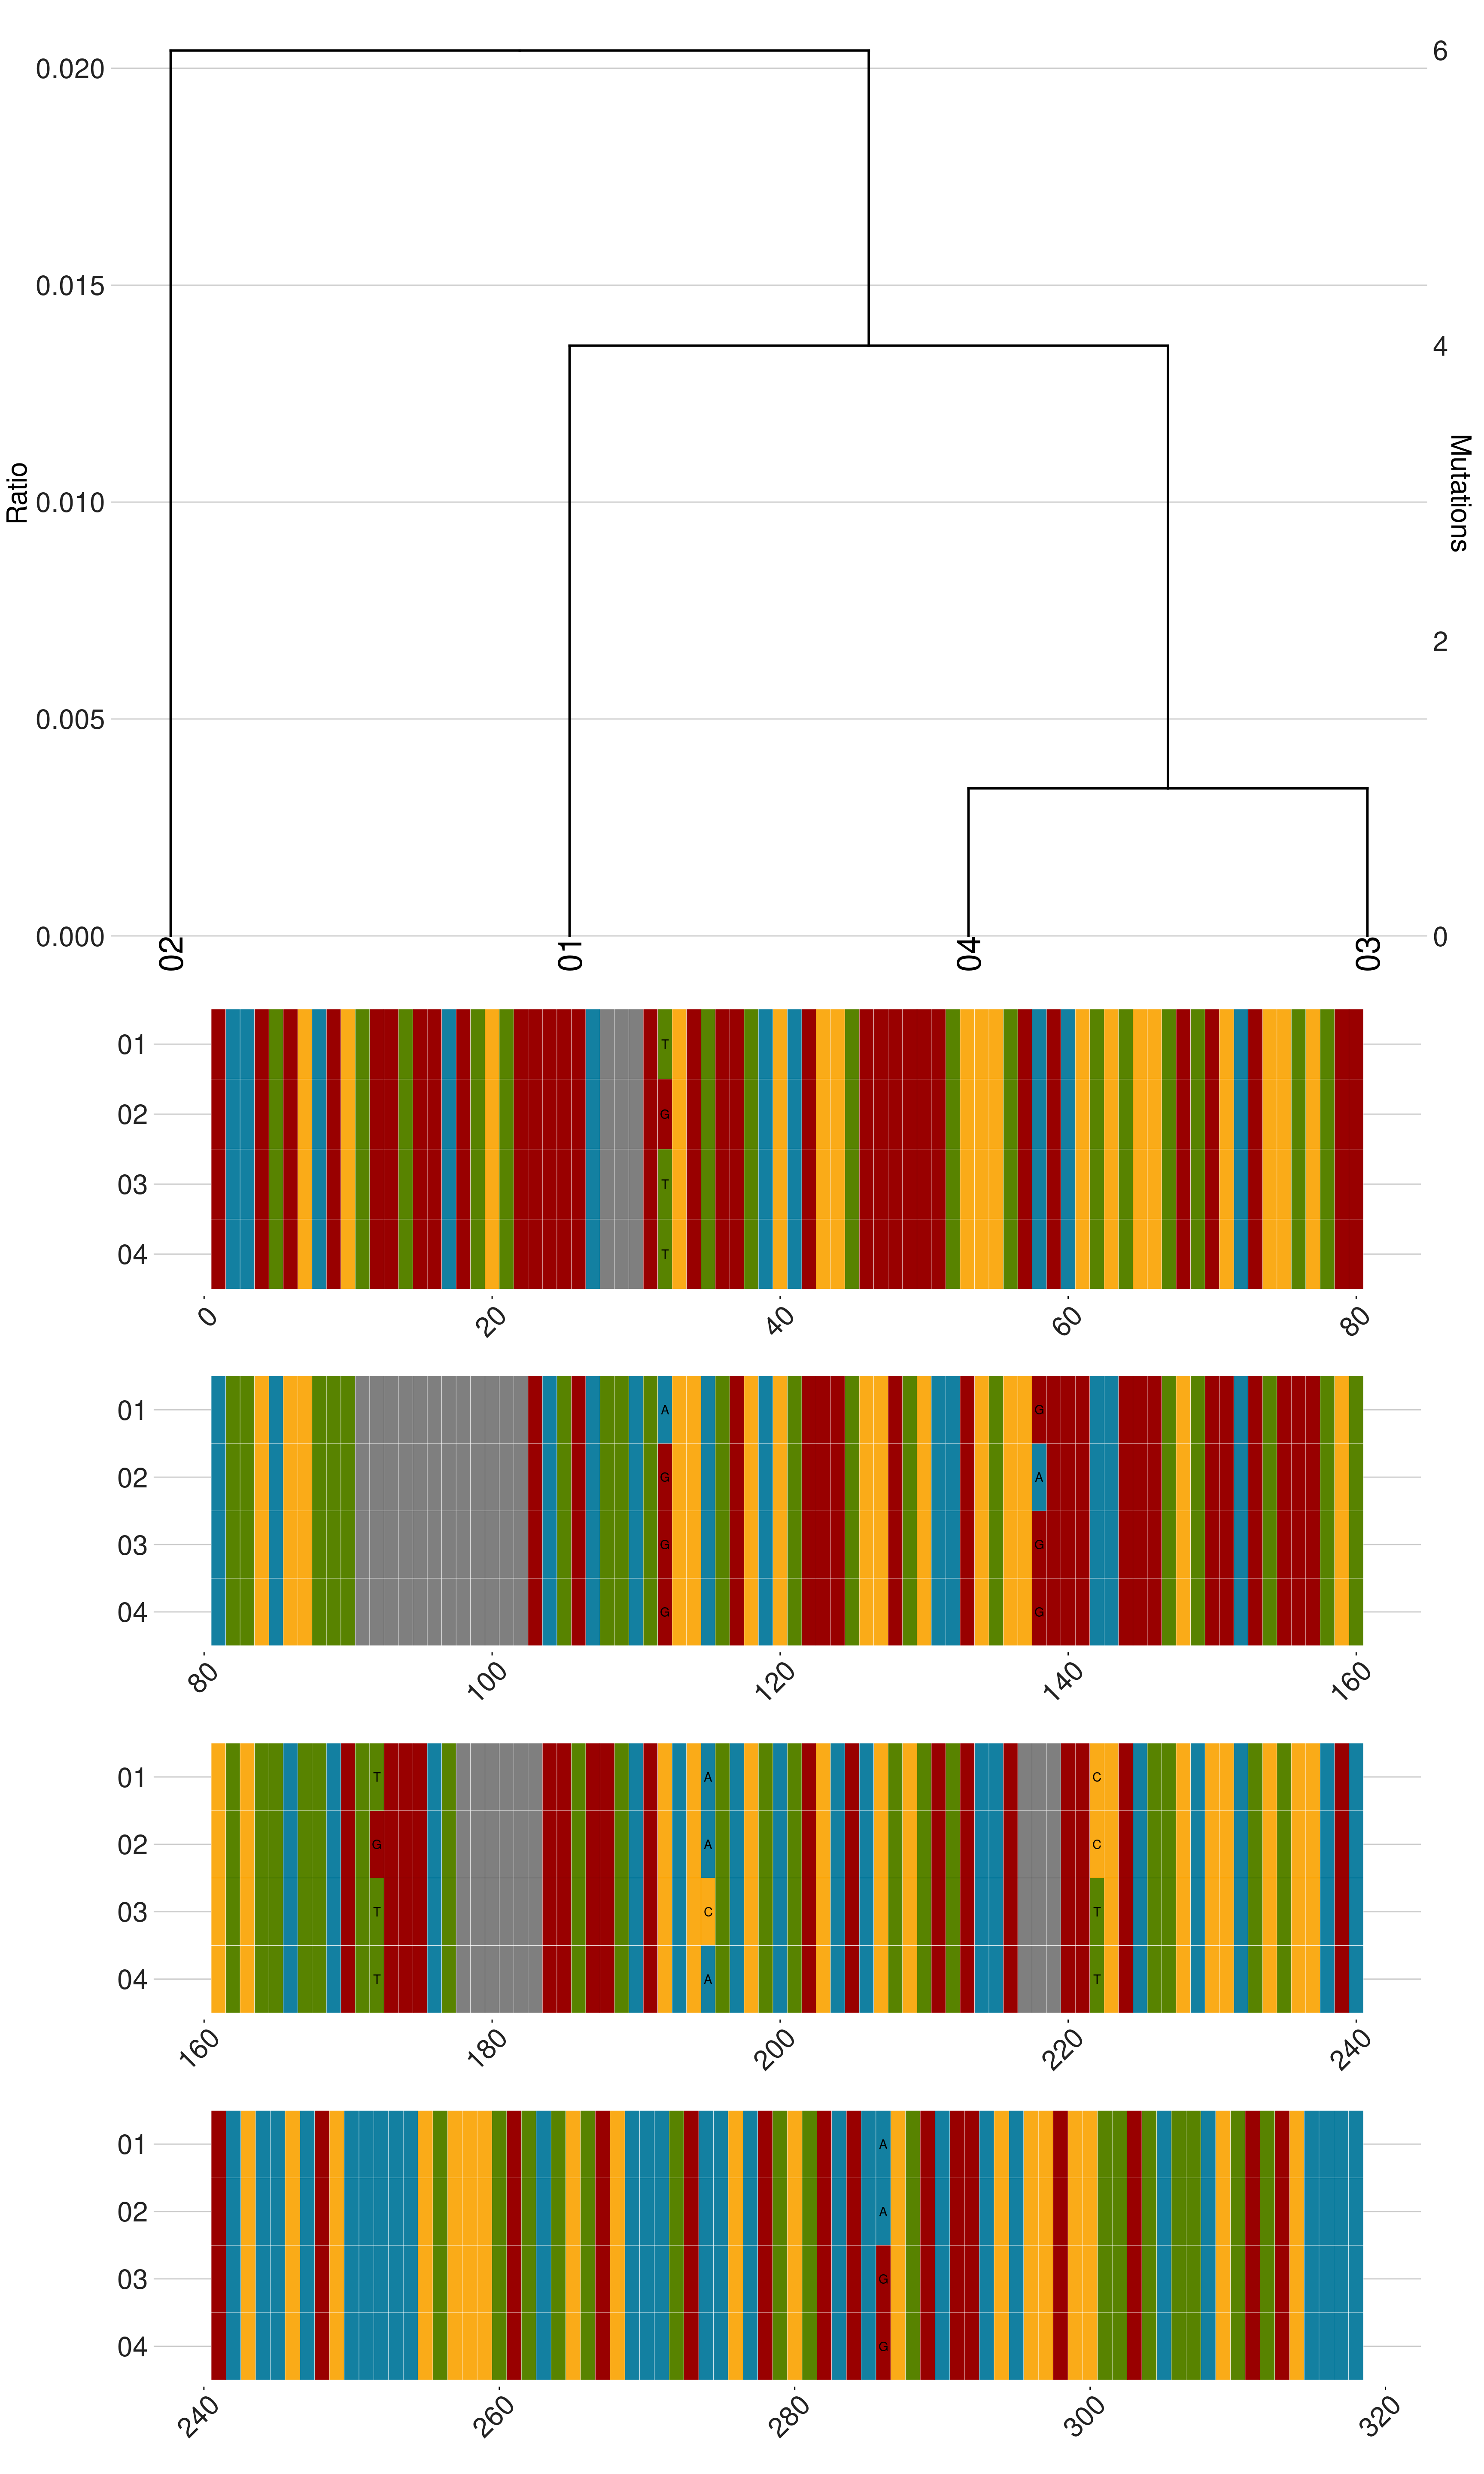 0.020
0.015
0.010
0.005
0.000
Ratio
6
4
2
0
Mutations
02 01 04 03
01 T
02 G
03 T
04 T
0 20 40 60 80
01 A G
02 G A
03 G G
04 G G
80 100 120 140 160
01 T A C
02 G A C
03 T C T
04 T A T
160 180 200 220 240
01 A
02 A
03 G
04 G
240 260 280 300 320